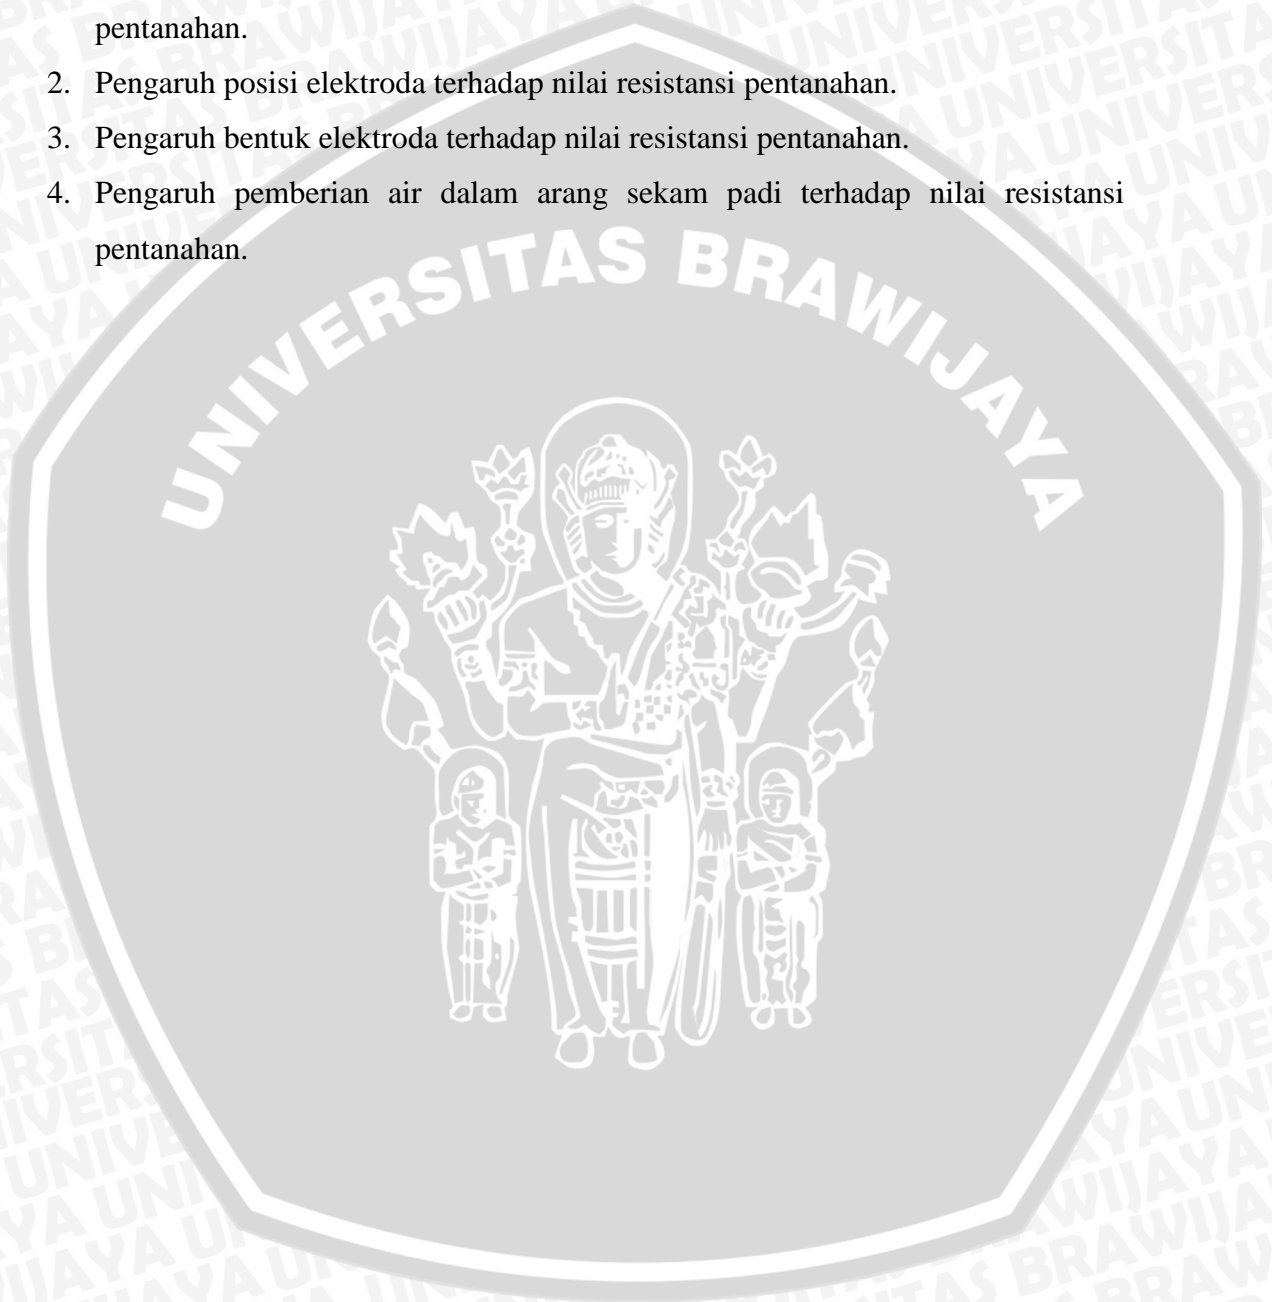 pentanahan.
2. Pengaruh posisi elektroda terhadap nilai resistansi pentanahan.
3. Pengaruh bentuk elektroda terhadap nilai resistansi pentanahan.
4. Pengaruh pemberian air dalam arang sekam padi terhadap nilai resistansi
pentanahan.
UNIVERSITAS BRAWIJAYA